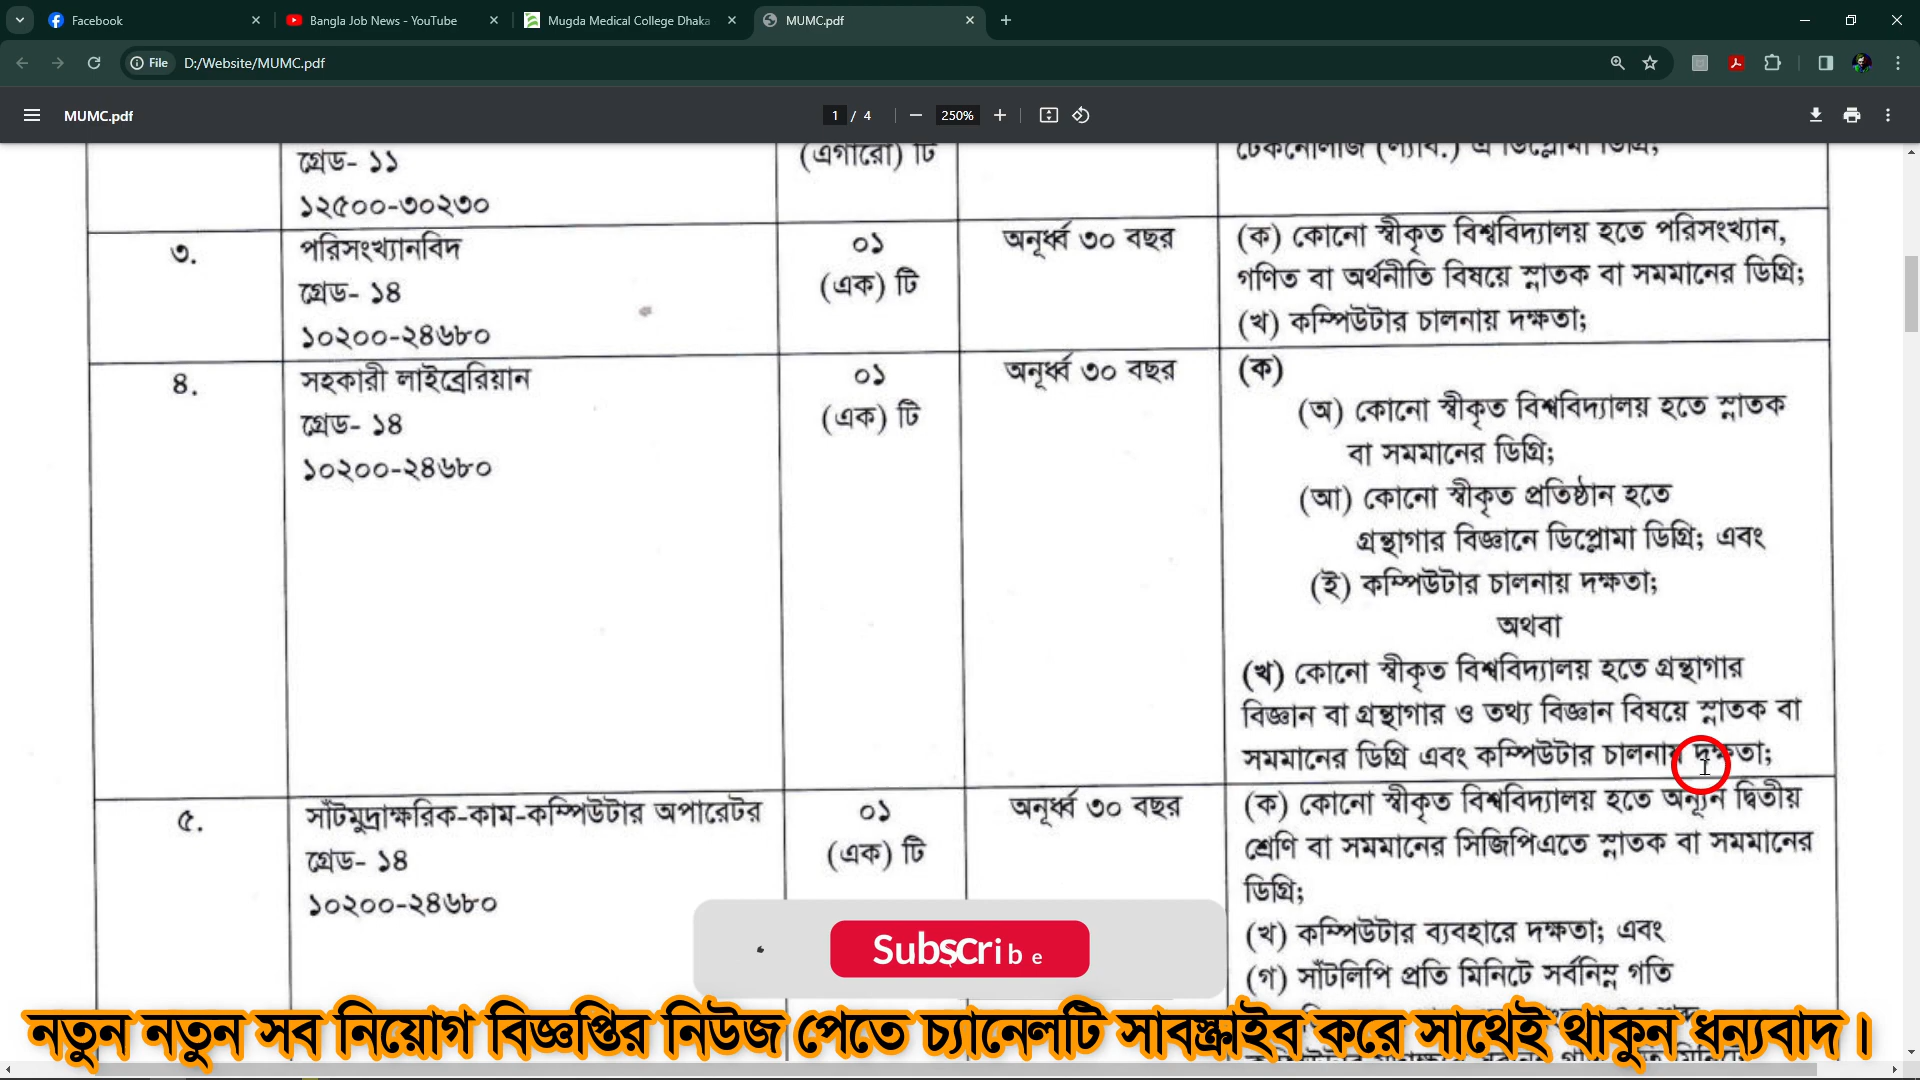 Facebook
Bangla Job News - YouTube
Mugda Medical College Dhaka
MUMC.pdf
File D:/Website/MUMC.pdf
MUMC.pdf
1 / 4
250%
গ্রেড- ১১
১২৫০০-৩০২৩০
(এগারো) টি
টেকনোলজি (ল্যাব.) এ ডিপ্লোমা ডিগ্রি;
৩.
পরিসংখ্যানবিদ
গ্রেড- ১৪
১০২০০-২৪৬৮০
০১
(এক) টি
অনূর্ধ্ব ৩০ বছর
(ক) কোনো স্বীকৃত বিশ্ববিদ্যালয় হতে পরিসংখ্যান,
গণিত বা অর্থনীতি বিষয়ে স্নাতক বা সমমানের ডিগ্রি;
(খ) কম্পিউটার চালনায় দক্ষতা;
৪.
সহকারী লাইব্রেরিয়ান
গ্রেড- ১৪
১০২০০-২৪৬৮০
০১
(এক) টি
অনূর্ধ্ব ৩০ বছর
(ক)
(অ) কোনো স্বীকৃত বিশ্ববিদ্যালয় হতে স্নাতক
বা সমমানের ডিগ্রি;
(আ) কোনো স্বীকৃত প্রতিষ্ঠান হতে
গ্রন্থাগার বিজ্ঞানে ডিপ্লোমা ডিগ্রি; এবং
(ই) কম্পিউটার চালনায় দক্ষতা;
অথবা
(খ) কোনো স্বীকৃত বিশ্ববিদ্যালয় হতে গ্রন্থাগার
বিজ্ঞান বা গ্রন্থাগার ও তথ্য বিজ্ঞান বিষয়ে স্নাতক বা
সমমানের ডিগ্রি এবং কম্পিউটার চালনায় দক্ষতা;
৫.
সাঁটমুদ্রাক্ষরিক-কাম-কম্পিউটার অপারেটর
গ্রেড- ১৪
১০২০০-২৪৬৮০
০১
(এক) টি
অনূর্ধ্ব ৩০ বছর
(ক) কোনো স্বীকৃত বিশ্ববিদ্যালয় হতে অন্যূন দ্বিতীয়
শ্রেণি বা সমমানের সিজিপিএতে স্নাতক বা সমমানের
ডিগ্রি;
(খ) কম্পিউটার ব্যবহারে দক্ষতা; এবং
(গ) সাঁটলিপি প্রতি মিনিটে সর্বনিম্ন গতি
Subscribe
নতুন নতুন সব নিয়োগ বিজ্ঞপ্তির নিউজ পেতে চ্যানেলটি সাবস্ক্রাইব করে সাথেই থাকুন ধন্যবাদ।